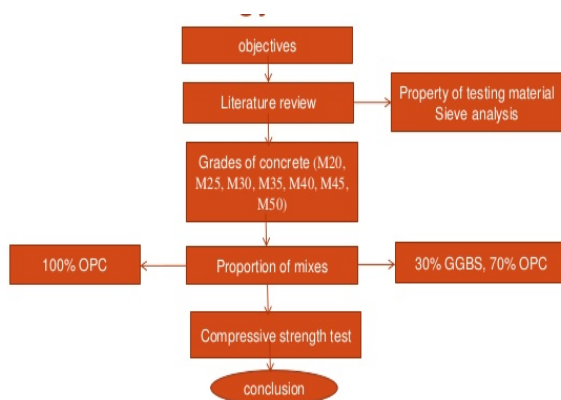 objectives
Literature review
Property of testing material
Sieve analysis
Grades of concrete (M20,
M25, M30, M35, M40, M45,
M50)
100% OPC
Proportion of mixes
30% GGBS, 70% OPC
Compressive strength test
conclusion